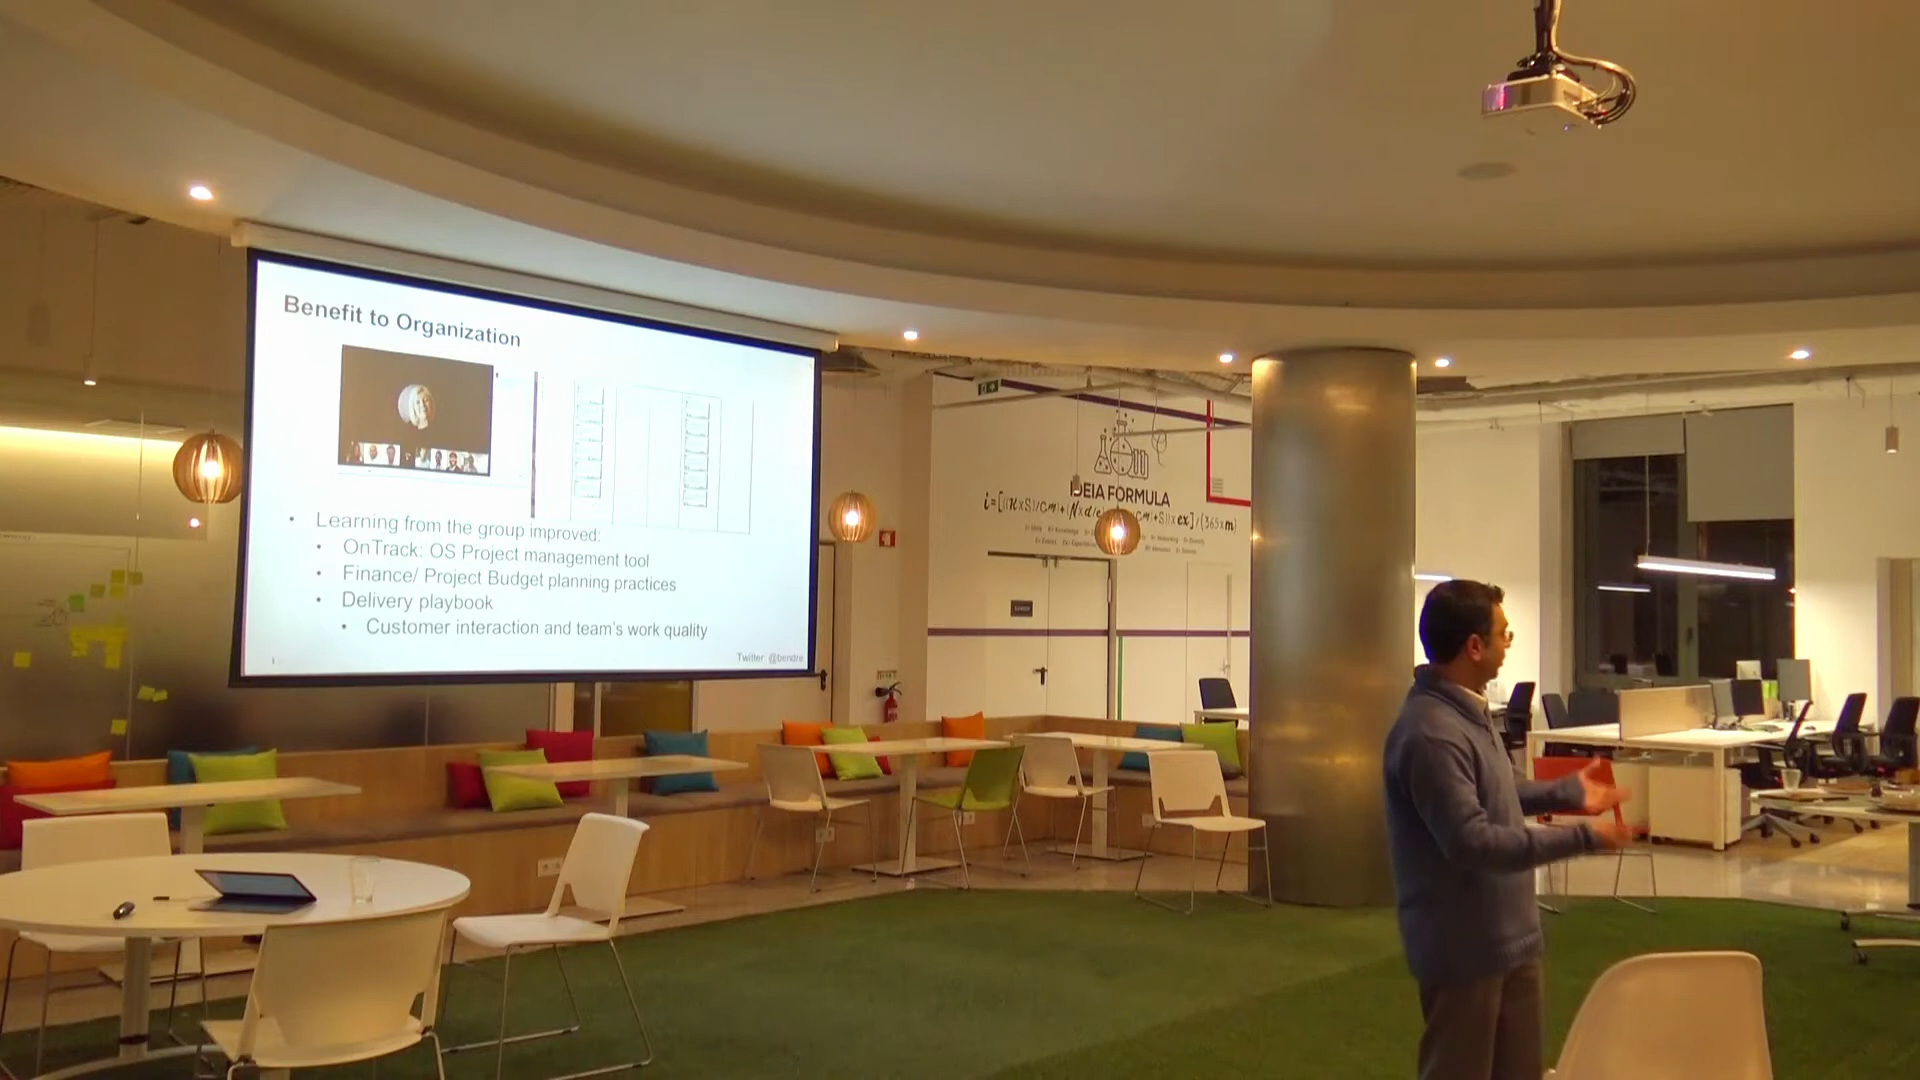 Benefit to Organization
• Learning from the group improved:
• OnTrack: OS Project management tool
• Finance/ Project Budget planning practices
• Delivery playbook
• Customer interaction and team's work quality
Twitter: @bendre
IDEIA FORMULA